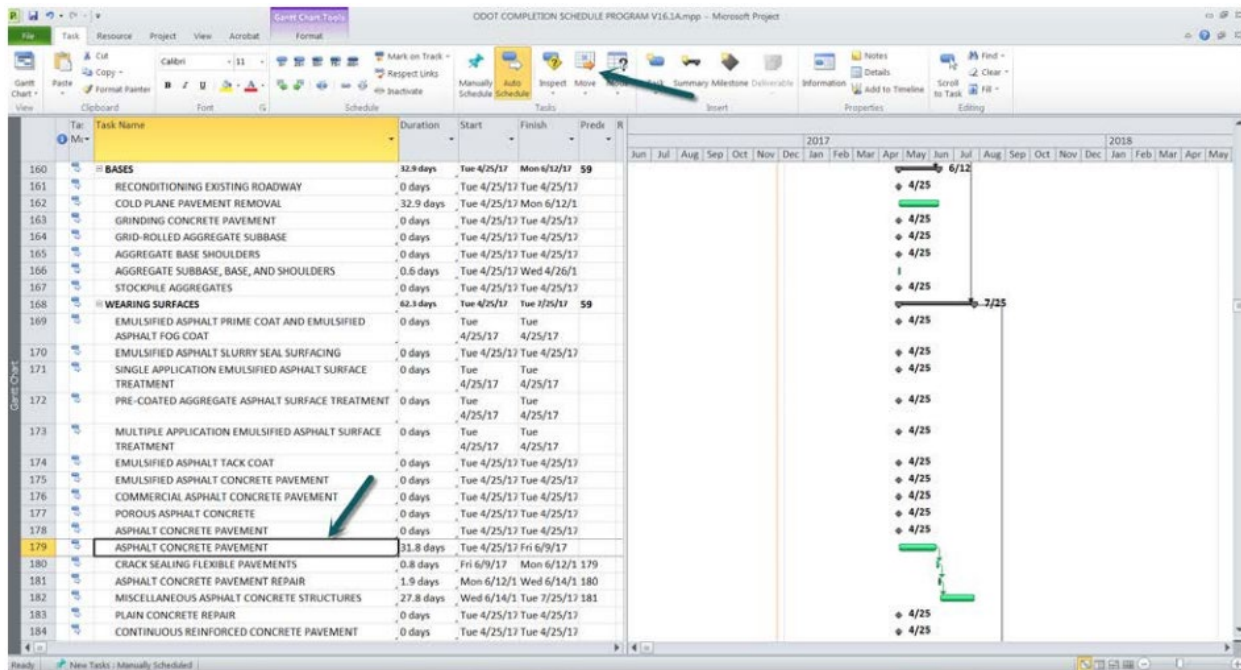 Gantt Chart Tools
ODOT COMPLETION SCHEDULE PROGRAM V16.1A.mpp - Microsoft Project
File Task Resource Project View Acrobat Format
Gantt Chart
View
Paste
Cut
Copy
Format Painter
Clipboard
Calibri 11
B I U
Font
Mark on Track
Respect Links
Inactivate
Schedule
Manually Schedule
Auto Schedule
Inspect
Move
Tasks
Summary
Milestone
Deliverable
Insert
Information
Notes
Details
Add to Timeline
Properties
Scroll to Task
Find
Clear
Fill
Editing
Task Name Duration Start Finish Prede R
2017 2018
Jun Jul Aug Sep Oct Nov Dec Jan Feb Mar Apr May Jun Jul Aug Sep Oct Nov Dec Jan Feb Mar Apr May
160 BASES 32.9 days Tue 4/25/17 Mon 6/12/17 59 6/12
161 RECONDITIONING EXISTING ROADWAY 0 days Tue 4/25/17 Tue 4/25/17 4/25
162 COLD PLANE PAVEMENT REMOVAL 32.9 days Tue 4/25/17 Mon 6/12/1
163 GRINDING CONCRETE PAVEMENT 0 days Tue 4/25/17 Tue 4/25/17 4/25
164 GRID-ROLLED AGGREGATE SUBBASE 0 days Tue 4/25/17 Tue 4/25/17 4/25
165 AGGREGATE BASE SHOULDERS 0 days Tue 4/25/17 Tue 4/25/17 4/25
166 AGGREGATE SUBBASE, BASE, AND SHOULDERS 0.6 days Tue 4/25/17 Wed 4/26/1
167 STOCKPILE AGGREGATES 0 days Tue 4/25/17 Tue 4/25/17 4/25
168 WEARING SURFACES 62.3 days Tue 4/25/17 Tue 7/25/17 59 7/25
169 EMULSIFIED ASPHALT PRIME COAT AND EMULSIFIED 0 days Tue Tue 4/25
ASPHALT FOG COAT 4/25/17 4/25/17
170 EMULSIFIED ASPHALT SLURRY SEAL SURFACING 0 days Tue 4/25/17 Tue 4/25/17 4/25
171 SINGLE APPLICATION EMULSIFIED ASPHALT SURFACE 0 days Tue Tue 4/25
TREATMENT 4/25/17 4/25/17
172 PRE-COATED AGGREGATE ASPHALT SURFACE TREATMENT 0 days Tue Tue 4/25
4/25/17 4/25/17
173 MULTIPLE APPLICATION EMULSIFIED ASPHALT SURFACE 0 days Tue Tue 4/25
TREATMENT 4/25/17 4/25/17
174 EMULSIFIED ASPHALT TACK COAT 0 days Tue 4/25/17 Tue 4/25/17 4/25
175 EMULSIFIED ASPHALT CONCRETE PAVEMENT 0 days Tue 4/25/17 Tue 4/25/17 4/25
176 COMMERCIAL ASPHALT CONCRETE PAVEMENT 0 days Tue 4/25/17 Tue 4/25/17 4/25
177 POROUS ASPHALT CONCRETE 0 days Tue 4/25/17 Tue 4/25/17 4/25
178 ASPHALT CONCRETE PAVEMENT 0 days Tue 4/25/17 Tue 4/25/17 4/25
179 ASPHALT CONCRETE PAVEMENT 31.8 days Tue 4/25/17 Fri 6/9/17
180 CRACK SEALING FLEXIBLE PAVEMENTS 0.8 days Fri 6/9/17 Mon 6/12/1 179
181 ASPHALT CONCRETE PAVEMENT REPAIR 1.9 days Mon 6/12/1 Wed 6/14/1 180
182 MISCELLANEOUS ASPHALT CONCRETE STRUCTURES 27.8 days Wed 6/14/1 Tue 7/25/17 181
183 PLAIN CONCRETE REPAIR 0 days Tue 4/25/17 Tue 4/25/17 4/25
184 CONTINUOUS REINFORCED CONCRETE PAVEMENT 0 days Tue 4/25/17 Tue 4/25/17 4/25
Gantt Chart
Ready New Tasks : Manually Scheduled